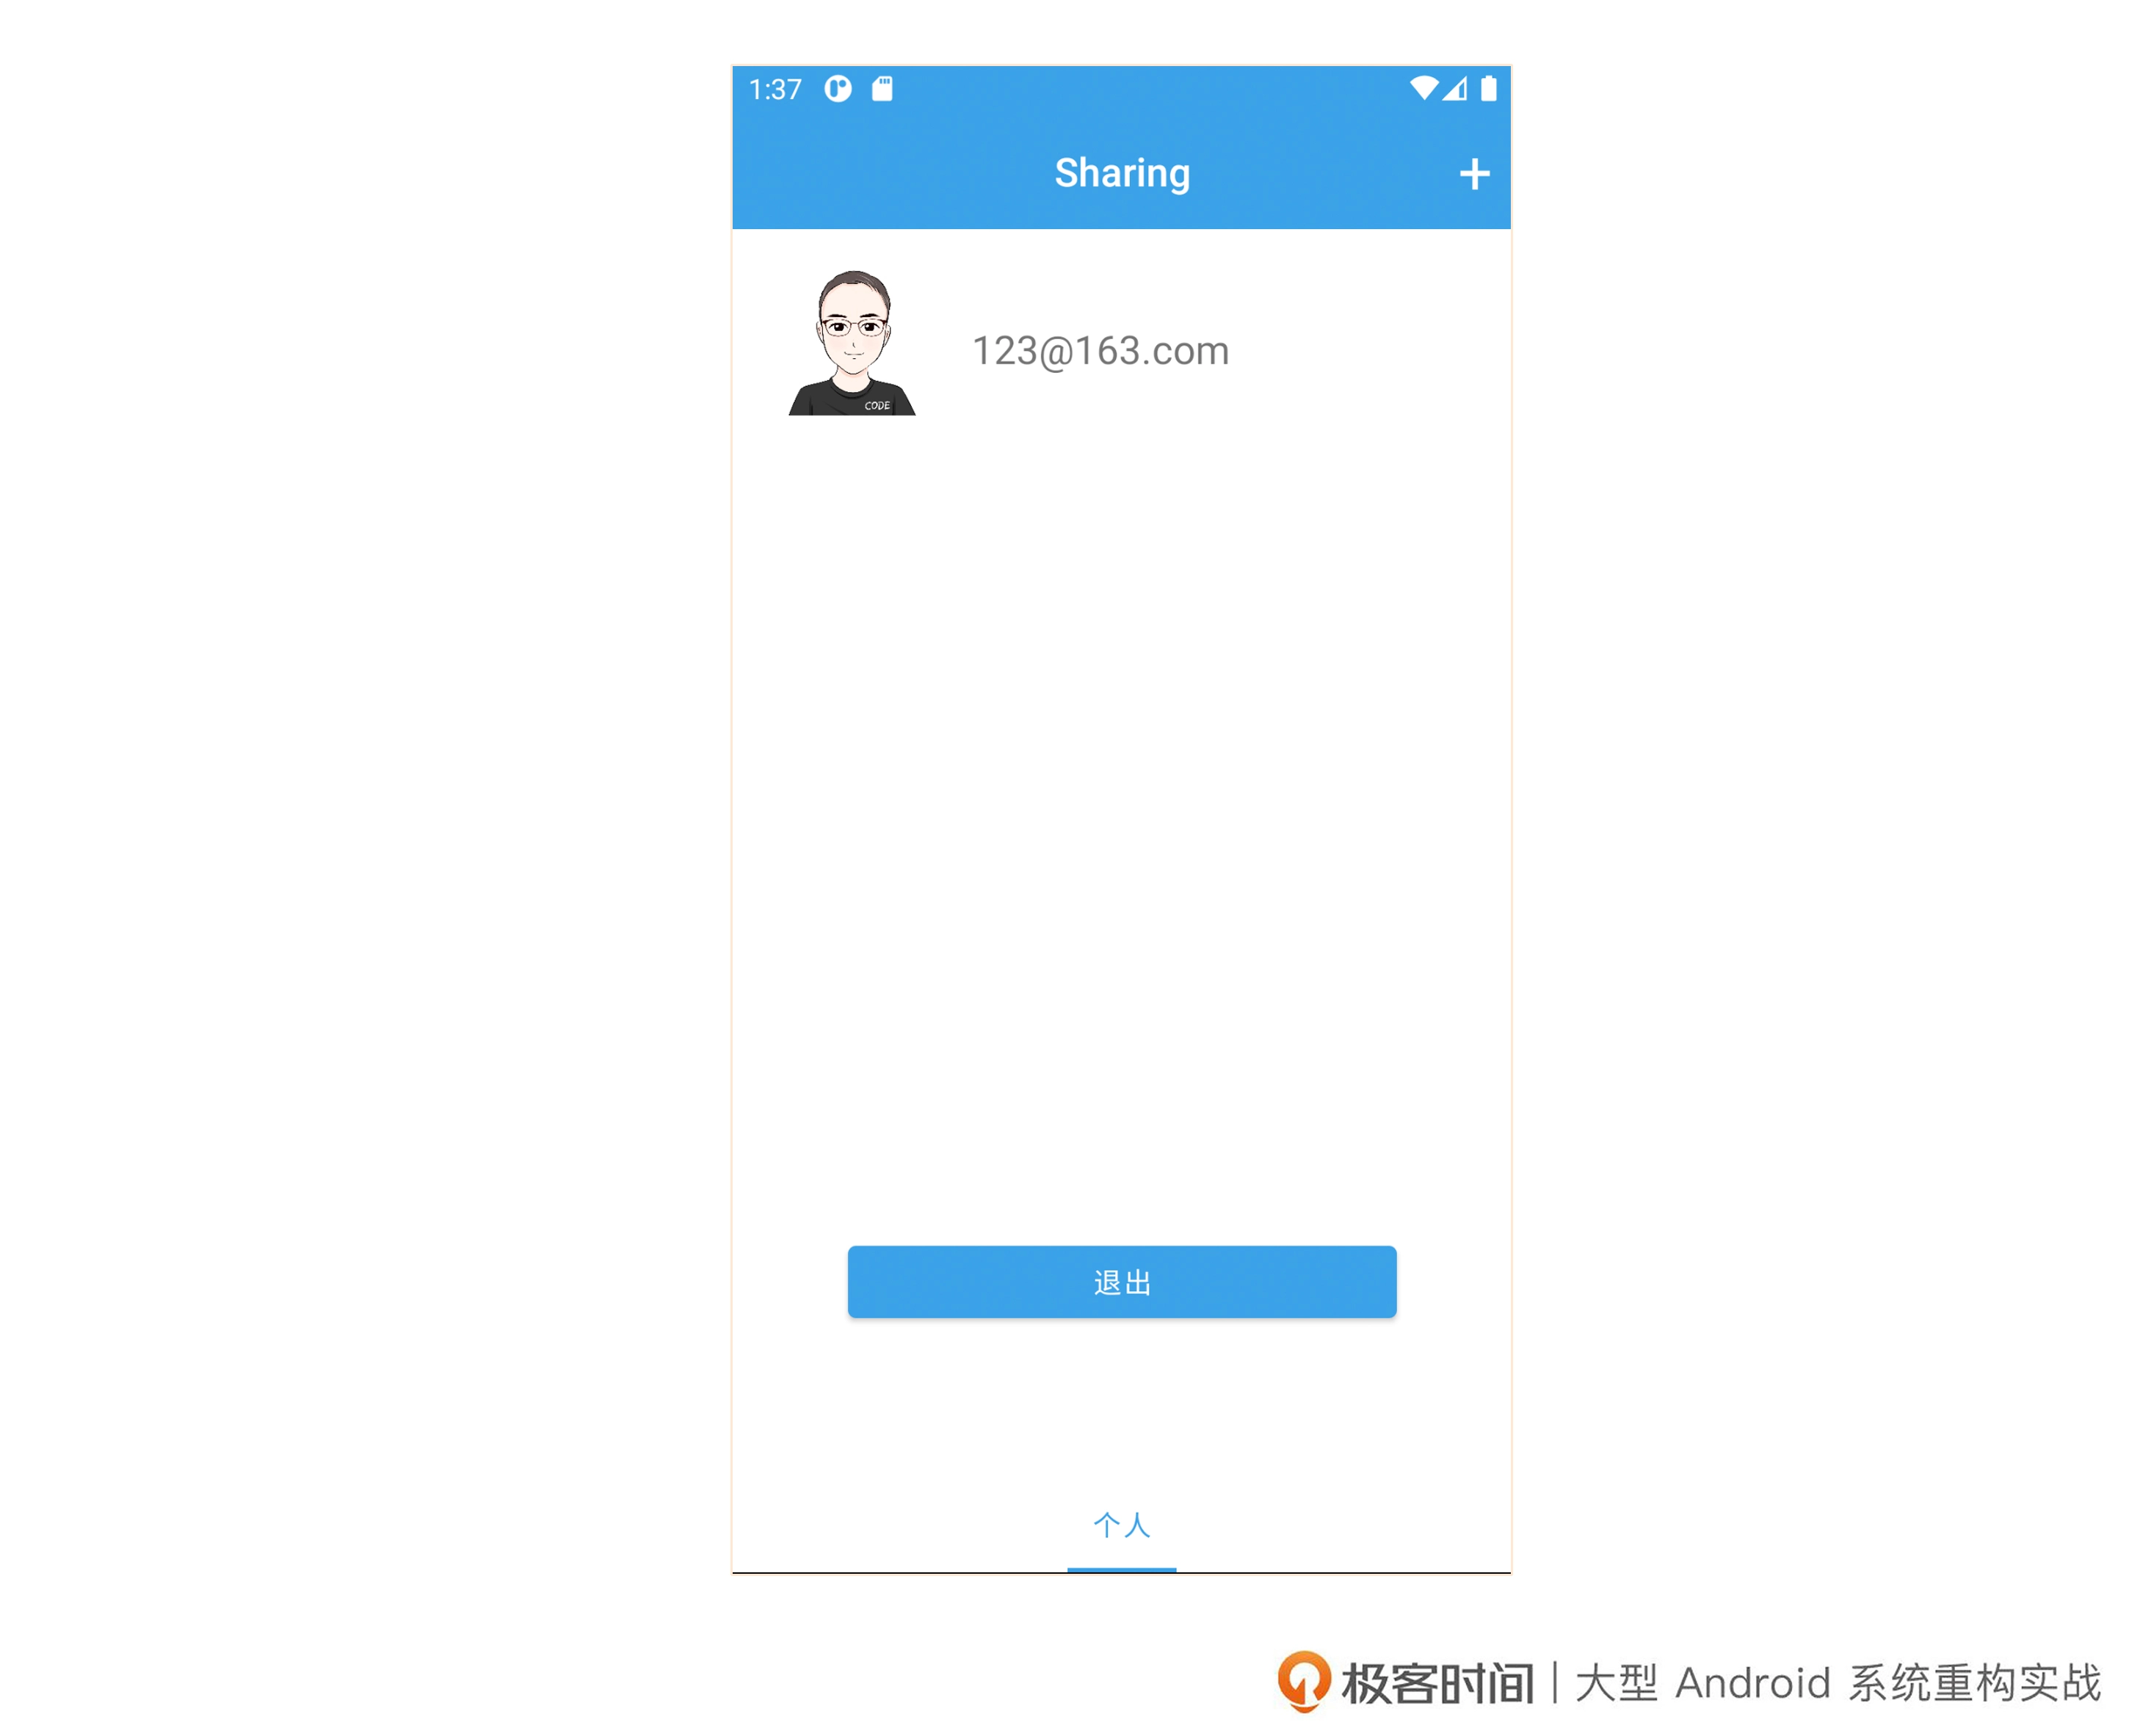 1:37
Sharing
+
123@163.com
CODE
退出
个人
极客时间 | 大型 Android 系统重构实战